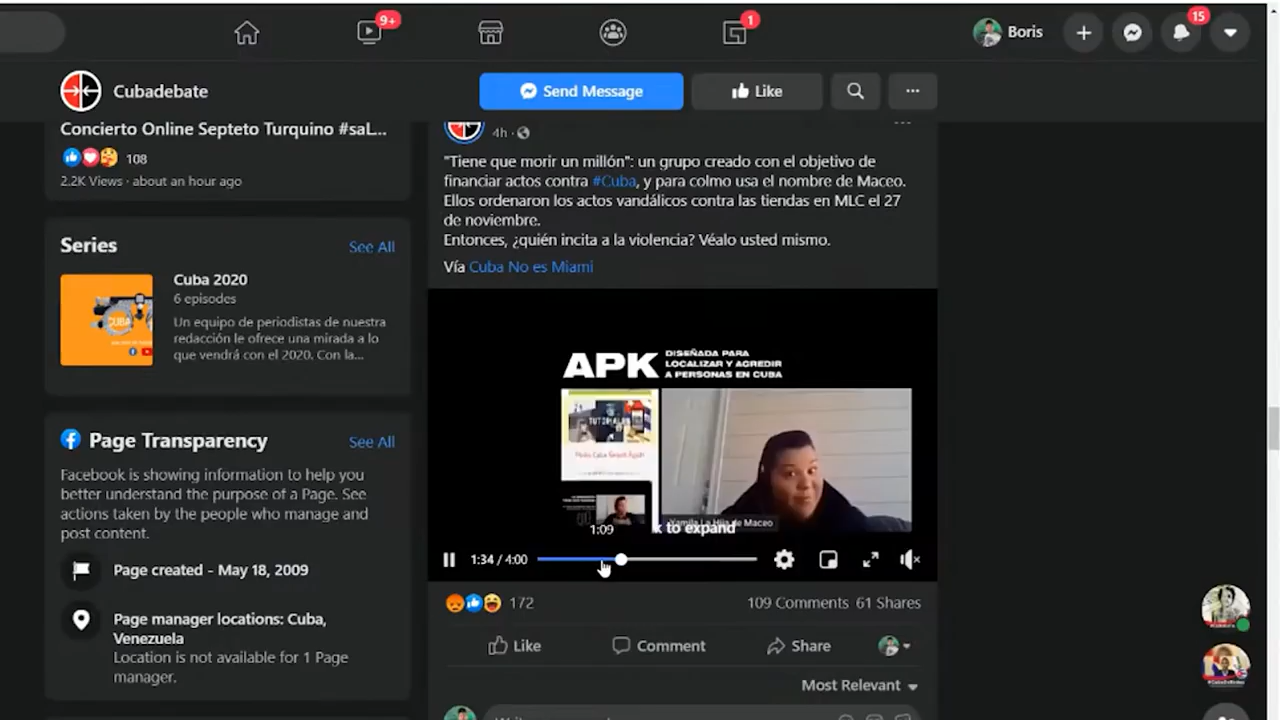 9+
1
Boris
15
Cubadebate
Send Message
Like
Concierto Online Septeto Turquino #saL...
108
2.2K Views · about an hour ago
Series
See All
Cuba 2020
6 episodes
Un equipo de periodistas de nuestra
redacción le ofrece una mirada a lo
que vendrá con el 2020. Con la...
Page Transparency
See All
Facebook is showing information to help you
better understand the purpose of a Page. See
actions taken by the people who manage and
post content.
Page created - May 18, 2009
Page manager locations: Cuba,
Venezuela
Location is not available for 1 Page
manager.
4h ·
"Tiene que morir un millón": un grupo creado con el objetivo de
financiar actos contra #Cuba, y para colmo usa el nombre de Maceo.
Ellos ordenaron los actos vandálicos contra las tiendas en MLC el 27
de noviembre.
Entonces, ¿quién incita a la violencia? Véalo usted mismo.
Vía Cuba No es Miami
APK
DISEÑADA PARA
LOCALIZAR Y AGREDIR
A PERSONAS EN CUBA
TUTORIALES
Yamila La Hija de Maceo
1:09
k to expand
1:34 / 4:00
172
109 Comments 61 Shares
Like
Comment
Share
Most Relevant